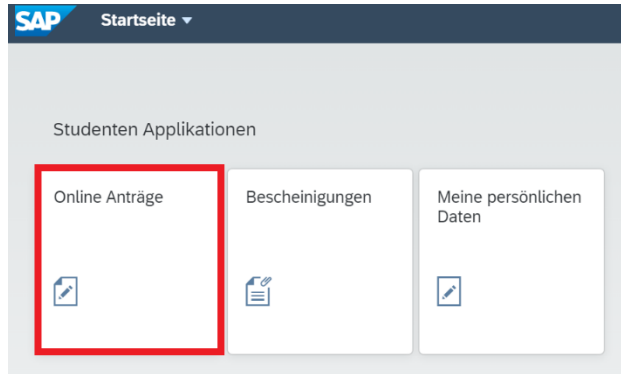 SAP Startseite
Studenten Applikationen
Online Anträge
Bescheinigungen
Meine persönlichen
Daten